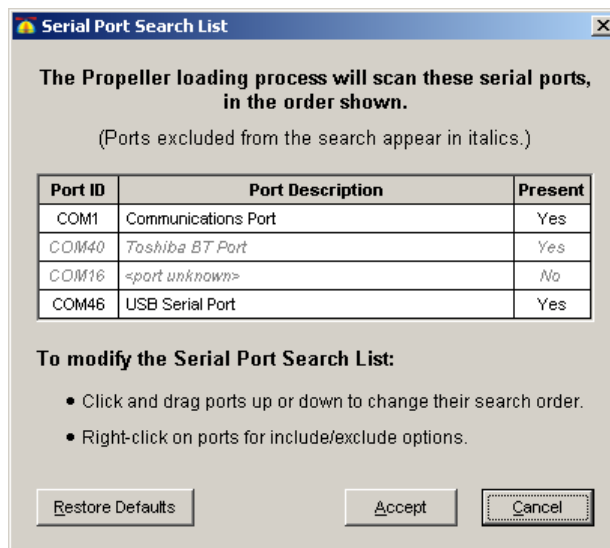 Serial Port Search List
The Propeller loading process will scan these serial ports,
in the order shown.
(Ports excluded from the search appear in italics.)
Port ID Port Description Present
COM1 Communications Port Yes
COM40 Toshiba BT Port Yes
COM16 <port unknown> No
COM46 USB Serial Port Yes
To modify the Serial Port Search List:
• Click and drag ports up or down to change their search order.
• Right-click on ports for include/exclude options.
Restore Defaults Accept Cancel